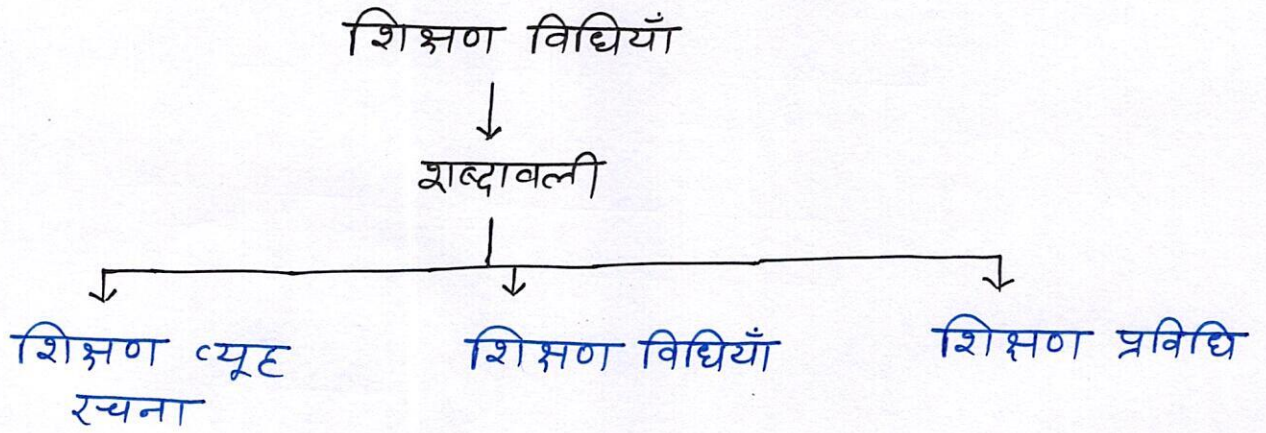 शिक्षण विधियाँ
शब्दावली
शिक्षण व्यूह
रचना
शिक्षण विधियाँ
शिक्षण प्रविधि